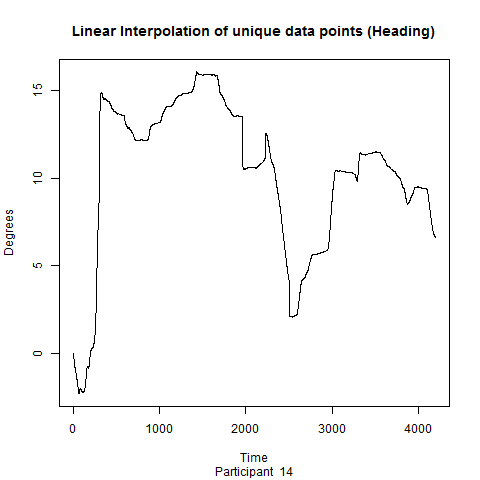 Linear Interpolation of unique data points (Heading)
Degrees
15
10
5
0
0 1000 2000 3000 4000
Time
Participant 14